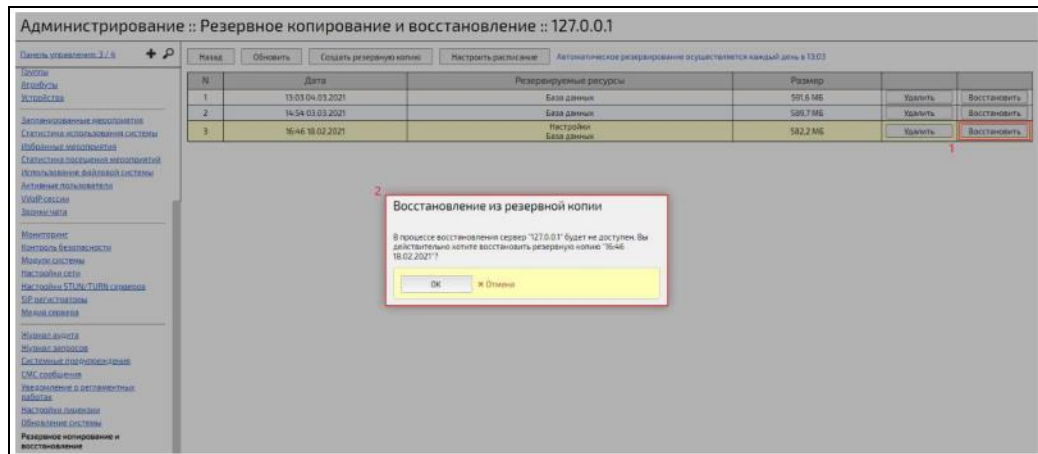 Администрирование :: Резервное копирование и восстановление :: 127.0.0.1
Панель управления: 3 / 4
Назад Обновить Создать резервную копию Настроить расписание Автоматическое резервирование осуществляется каждый день в 13:03
Группы
Атрибуты
Устройства
Запланированные мероприятия
Статистика использования системы
Избранные мероприятия
Статистика посещения мероприятий
Использование файловой системы
Активные пользователи
VVoIP сессии
Звонки чата
Мониторинг
Контроль безопасности
Модули системы
Настройки сети
Настройки STUN/TURN серверов
SIP регистраторы
Медиа сервера
Журнал аудита
Журнал запросов
Системные предупреждения
СМС сообщения
Уведомление о регламентных
работах
Настройки лицензии
Обновление системы
Резервное копирование и
восстановление
N Дата Резервируемые ресурсы Размер
1 13:03 04.03.2021 База данных 591,6 МБ Удалить Восстановить
2 14:54 03.03.2021 База данных 589,7 МБ Удалить Восстановить
3 16:46 18.02.2021 Настройки
База данных 582,2 МБ Удалить Восстановить
1
2
Восстановление из резервной копии
В процессе восстановления сервер "127.0.0.1" будет не доступен. Вы
действительно хотите восстановить резервную копию "16:46
18.02.2021"?
OK × Отмена